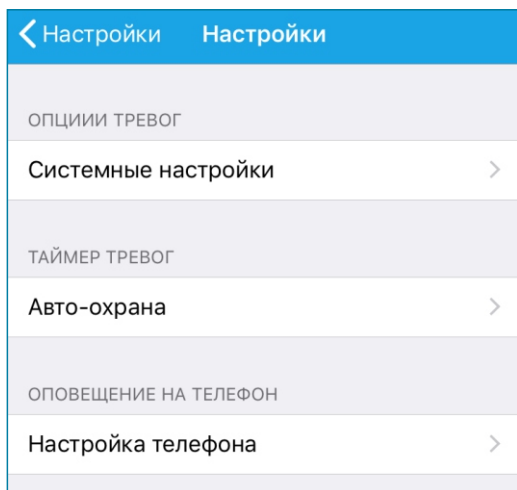 Настройки Настройки
ОПЦИИИ ТРЕВОГ
Системные настройки
ТАЙМЕР ТРЕВОГ
Авто-охрана
ОПОВЕЩЕНИЕ НА ТЕЛЕФОН
Настройка телефона